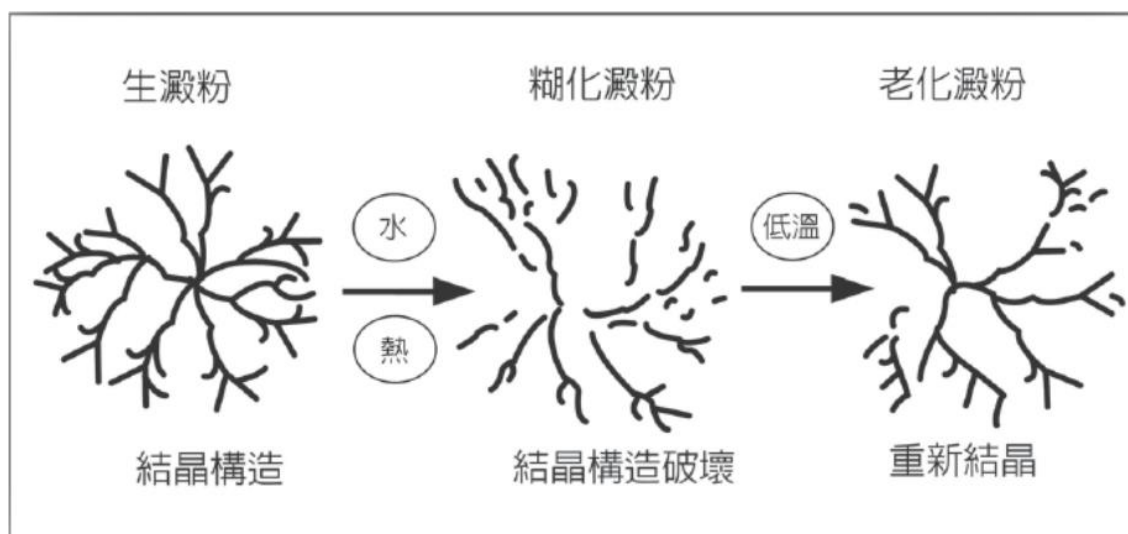 生澱粉
糊化澱粉
老化澱粉
水
熱
低溫
結晶構造
結晶構造破壞
重新結晶